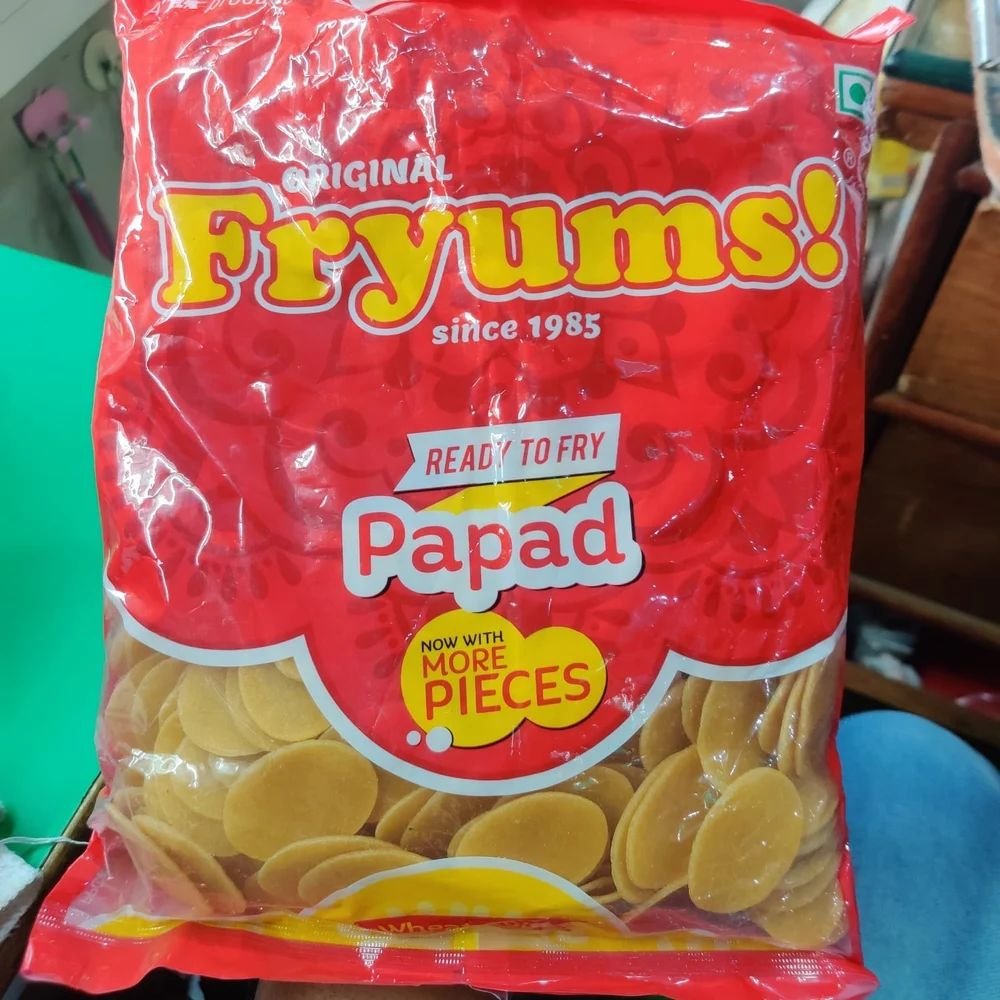 ORIGINAL
Fryums!®
since 1985
READY TO FRY
Papad
NOW WITH
MORE
PIECES